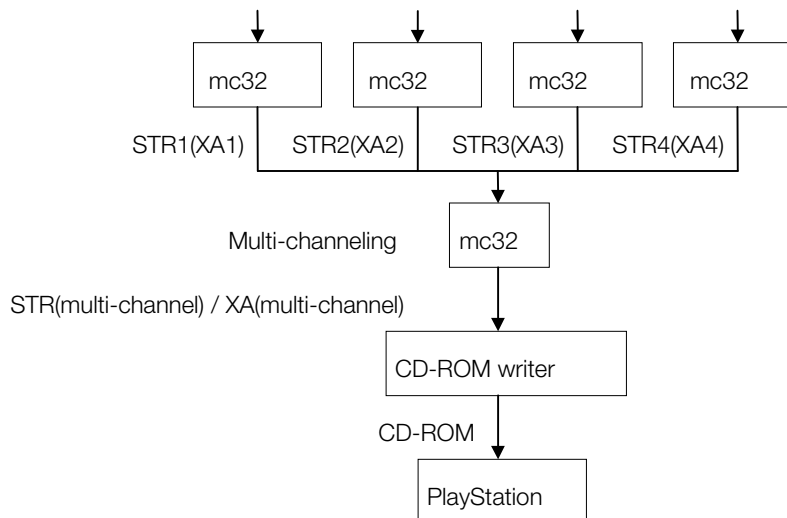 mc32 mc32 mc32 mc32
STR1(XA1) STR2(XA2) STR3(XA3) STR4(XA4)
Multi-channeling mc32
STR(multi-channel) / XA(multi-channel)
CD-ROM writer
CD-ROM
PlayStation